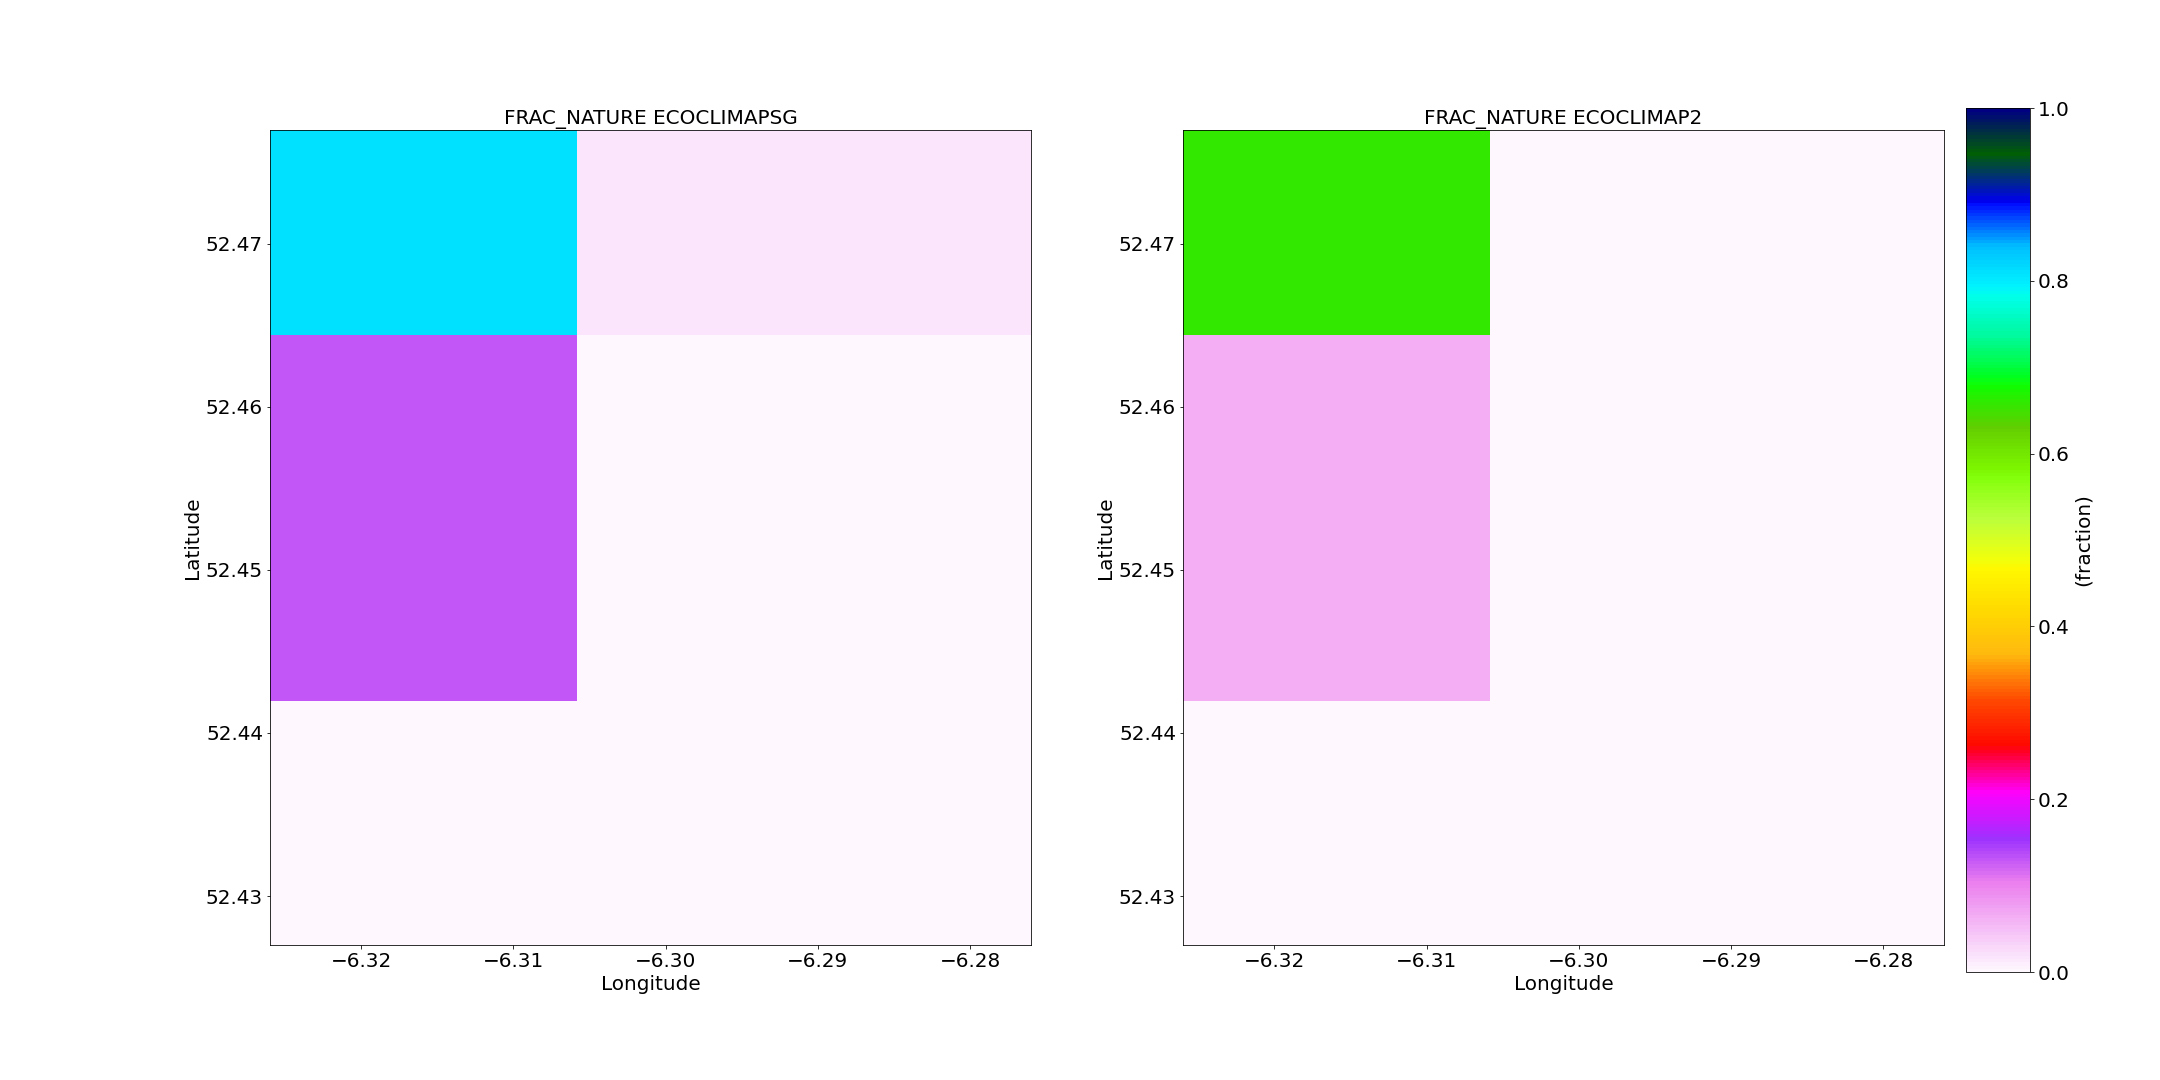 FRAC_NATURE ECOCLIMAPSG
52.47
52.46
52.45
52.44
52.43
Latitude
−6.32 −6.31 −6.30 −6.29 −6.28
Longitude
FRAC_NATURE ECOCLIMAP2
52.47
52.46
52.45
52.44
52.43
Latitude
−6.32 −6.31 −6.30 −6.29 −6.28
Longitude
1.0
0.8
0.6
0.4
0.2
0.0
(fraction)